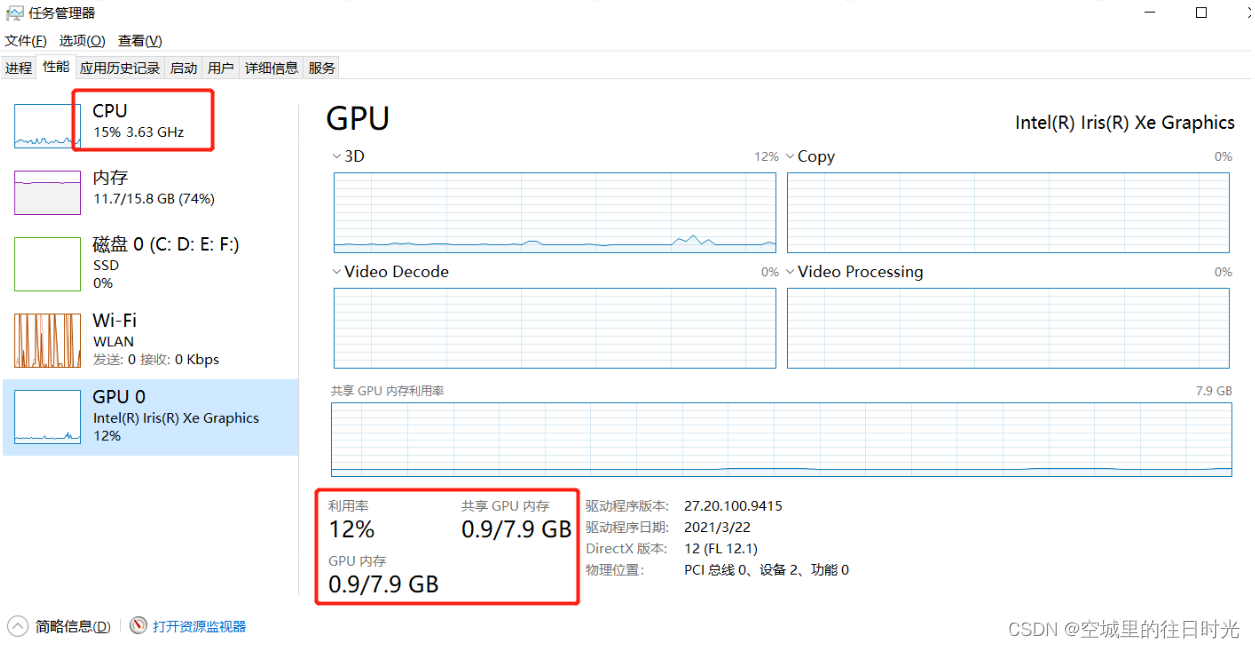 任务管理器
文件(F) 选项(O) 查看(V)
进程 性能 应用历史记录 启动 用户 详细信息 服务
CPU
15% 3.63 GHz
内存
11.7/15.8 GB (74%)
磁盘 0 (C: D: E: F:)
SSD
0%
Wi-Fi
WLAN
发送: 0 接收: 0 Kbps
GPU 0
Intel(R) Iris(R) Xe Graphics
12%
GPU
Intel(R) Iris(R) Xe Graphics
3D 12%
Copy 0%
Video Decode 0%
Video Processing 0%
共享 GPU 内存利用率 7.9 GB
利用率
12%
共享 GPU 内存
0.9/7.9 GB
GPU 内存
0.9/7.9 GB
驱动程序版本: 27.20.100.9415
驱动程序日期: 2021/3/22
DirectX 版本: 12 (FL 12.1)
物理位置: PCI 总线 0、设备 2、功能 0
简略信息(D) 打开资源监视器
CSDN @空城里的往日时光